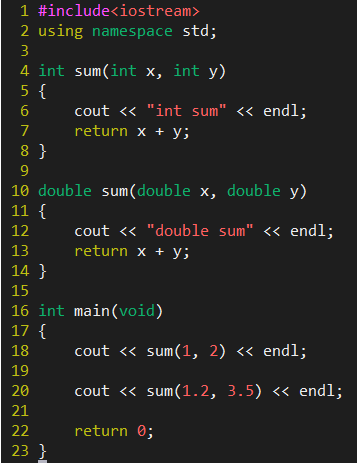 1 #include<iostream>
2 using namespace std;
3
4 int sum(int x, int y)
5 {
6     cout << "int sum" << endl;
7     return x + y;
8 }
9
10 double sum(double x, double y)
11 {
12     cout << "double sum" << endl;
13     return x + y;
14 }
15
16 int main(void)
17 {
18     cout << sum(1, 2) << endl;
19
20     cout << sum(1.2, 3.5) << endl;
21
22     return 0;
23 }